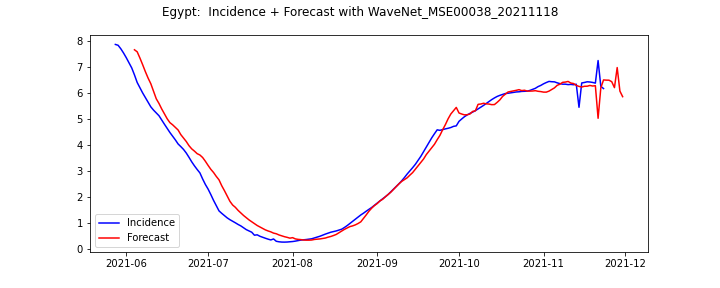 Egypt:  Incidence + Forecast with WaveNet_MSE00038_20211118
8
7
6
5
4
3
2
1
0
Incidence
Forecast
2021-06 2021-07 2021-08 2021-09 2021-10 2021-11 2021-12